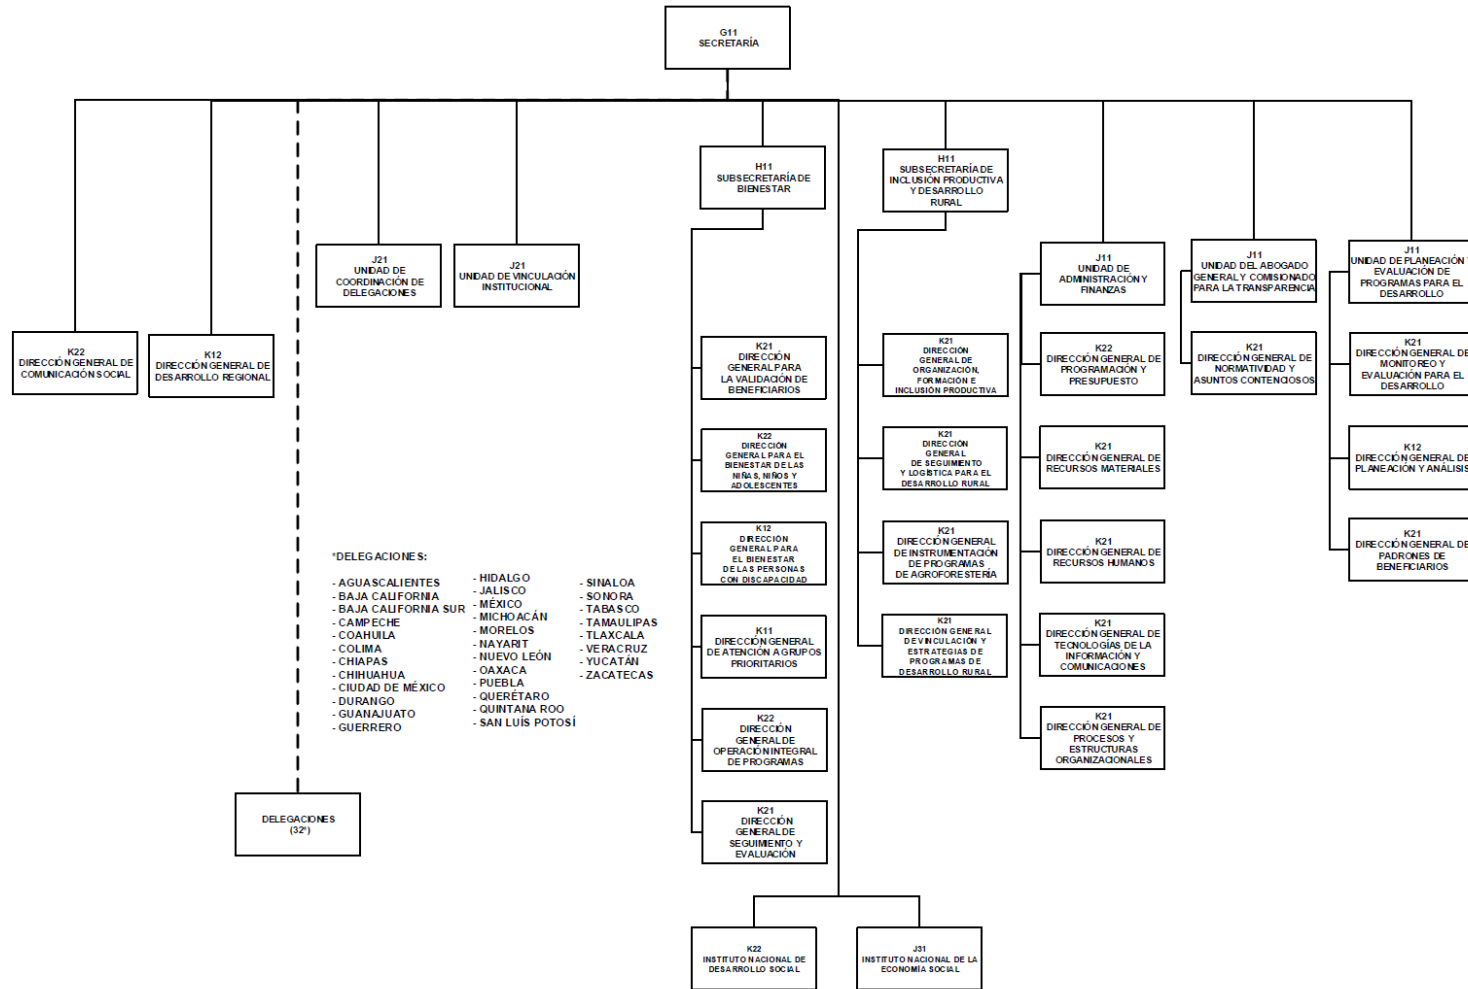 G11
SECRETARÍA
H11
SUBSECRETARÍA DE
BIENESTAR
H11
SUBSECRETARÍA DE
INCLUSIÓN PRODUCTIVA
Y DESARROLLO
RURAL
J21
UNIDAD DE
COORDINACIÓN DE
DELEGACIONES
J21
UNIDAD DE VINCULACIÓN
INSTITUCIONAL
J11
UNIDAD DE
ADMINISTRACIÓN Y
FINANZAS
J11
UNIDAD DEL ABOGADO
GENERAL Y COMISIONADO
PARA LA TRANSPARENCIA
J11
UNIDAD DE PLANEACIÓN Y
EVALUACIÓN DE
PROGRAMAS PARA EL
DESARROLLO
K22
DIRECCIÓN GENERAL DE
COMUNICACIÓN SOCIAL
K12
DIRECCIÓN GENERAL DE
DESARROLLO REGIONAL
K21
DIRECCIÓN
GENERAL PARA
LA VALIDACIÓN DE
BENEFICIARIOS
K21
DIRECCIÓN
GENERAL DE
ORGANIZACIÓN,
FORMACIÓN E
INCLUSIÓN PRODUCTIVA
K22
DIRECCIÓN GENERAL DE
PROGRAMACIÓN Y
PRESUPUESTO
K21
DIRECCIÓN GENERAL DE
NORMATIVIDAD Y
ASUNTOS CONTENCIOSOS
K21
DIRECCIÓN GENERAL DE
MONITOREO Y
EVALUACIÓN PARA EL
DESARROLLO
K22
DIRECCIÓN
GENERAL PARA EL
BIENESTAR DE LAS
NIÑAS, NIÑOS Y
ADOLESCENTES
K21
DIRECCIÓN
GENERAL
DE SEGUIMIENTO
Y LOGÍSTICA PARA EL
DESARROLLO RURAL
K21
DIRECCIÓN GENERAL DE
RECURSOS MATERIALES
K12
DIRECCIÓN GENERAL DE
PLANEACIÓN Y ANÁLISIS
K12
DIRECCIÓN
GENERAL PARA
EL BIENESTAR
DE LAS PERSONAS
CON DISCAPACIDAD
K21
DIRECCIÓN GENERAL
DE INSTRUMENTACIÓN
DE PROGRAMAS
DE AGROFORESTERÍA
K21
DIRECCIÓN GENERAL DE
RECURSOS HUMANOS
K21
DIRECCIÓN GENERAL DE
PADRONES DE
BENEFICIARIOS
*DELEGACIONES:
- AGUASCALIENTES
- BAJA CALIFORNIA
- BAJA CALIFORNIA SUR
- CAMPECHE
- COAHUILA
- COLIMA
- CHIAPAS
- CHIHUAHUA
- CIUDAD DE MÉXICO
- DURANGO
- GUANAJUATO
- GUERRERO
- HIDALGO
- JALISCO
- MÉXICO
- MICHOACÁN
- MORELOS
- NAYARIT
- NUEVO LEÓN
- OAXACA
- PUEBLA
- QUERÉTARO
- QUINTANA ROO
- SAN LUÍS POTOSÍ
- SINALOA
- SONORA
- TABASCO
- TAMAULIPAS
- TLAXCALA
- VERACRUZ
- YUCATÁN
- ZACATECAS
K11
DIRECCIÓN GENERAL
DE ATENCIÓN A GRUPOS
PRIORITARIOS
K21
DIRECCIÓN GENERAL
DE VINCULACIÓN Y
ESTRATEGIAS DE
PROGRAMAS DE
DESARROLLO RURAL
K21
DIRECCIÓN GENERAL DE
TECNOLOGÍAS DE LA
INFORMACIÓN Y
COMUNICACIONES
K22
DIRECCIÓN
GENERAL DE
OPERACIÓN INTEGRAL
DE PROGRAMAS
K21
DIRECCIÓN GENERAL DE
PROCESOS Y
ESTRUCTURAS
ORGANIZACIONALES
DELEGACIONES
(32*)
K21
DIRECCIÓN
GENERAL DE
SEGUIMIENTO Y
EVALUACIÓN
K22
INSTITUTO NACIONAL DE
DESARROLLO SOCIAL
J31
INSTITUTO NACIONAL DE LA
ECONOMÍA SOCIAL